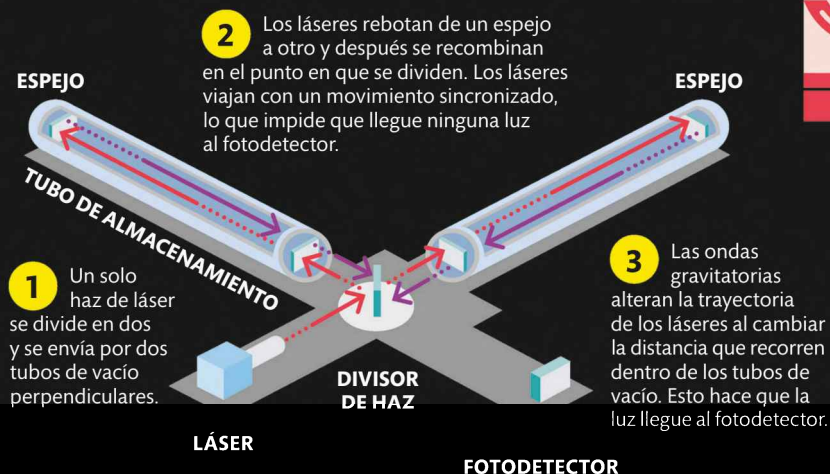 2
Los láseres rebotan de un espejo
a otro y después se recombinan
en el punto en que se dividen. Los láseres
viajan con un movimiento sincronizado,
lo que impide que llegue ninguna luz
al fotodetector.
ESPEJO
ESPEJO
TUBO DE ALMACENAMIENTO
1
Un solo
haz de láser
se divide en dos
y se envía por dos
tubos de vacío
perpendiculares.
3
Las ondas
gravitatorias
alteran la trayectoria
de los láseres al cambiar
la distancia que recorren
dentro de los tubos de
vacío. Esto hace que la
luz llegue al fotodetector.
DIVISOR
DE HAZ
LÁSER
FOTODETECTOR